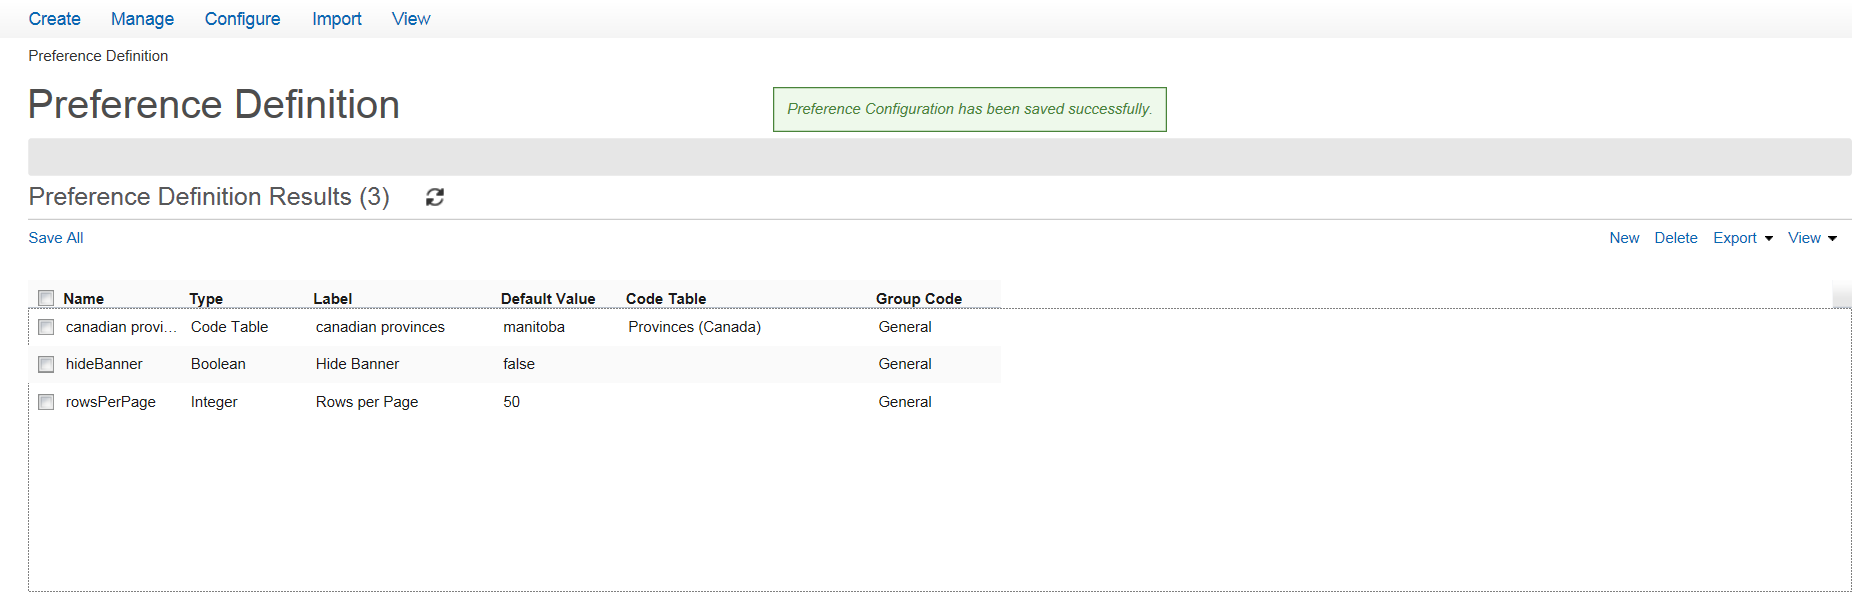 Create Manage Configure Import View
Preference Definition
Preference Definition
Preference Configuration has been saved successfully.
Preference Definition Results (3)
Save All New Delete Export View
Name Type Label Default Value Code Table Group Code
canadian provi... Code Table canadian provinces manitoba Provinces (Canada) General
hideBanner Boolean Hide Banner false General
rowsPerPage Integer Rows per Page 50 General